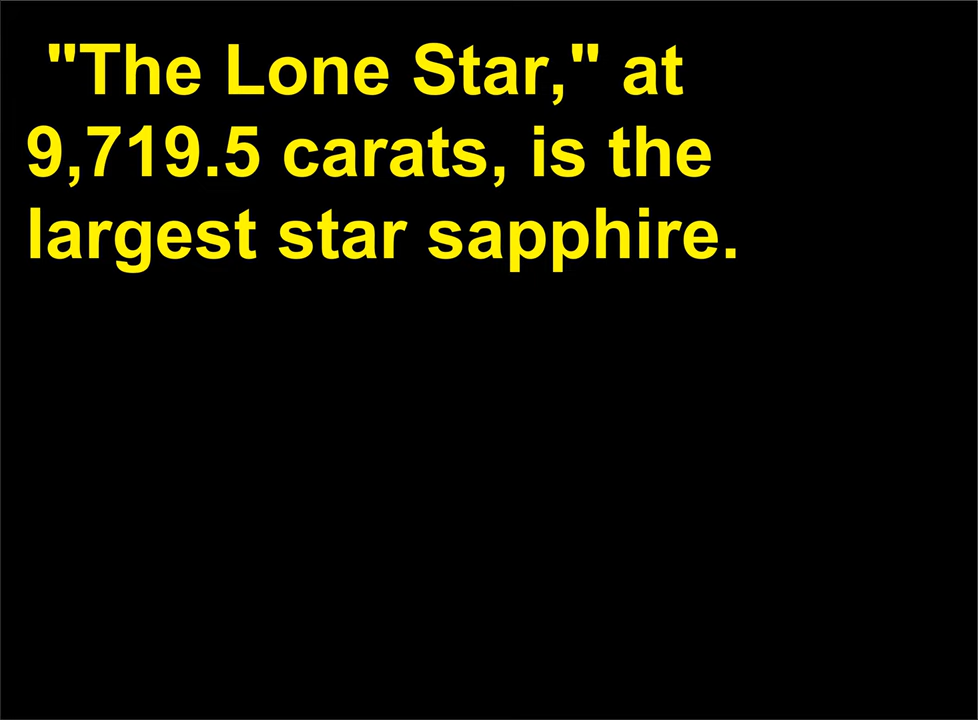 "The Lone Star," at
9,719.5 carats, is the
largest star sapphire.